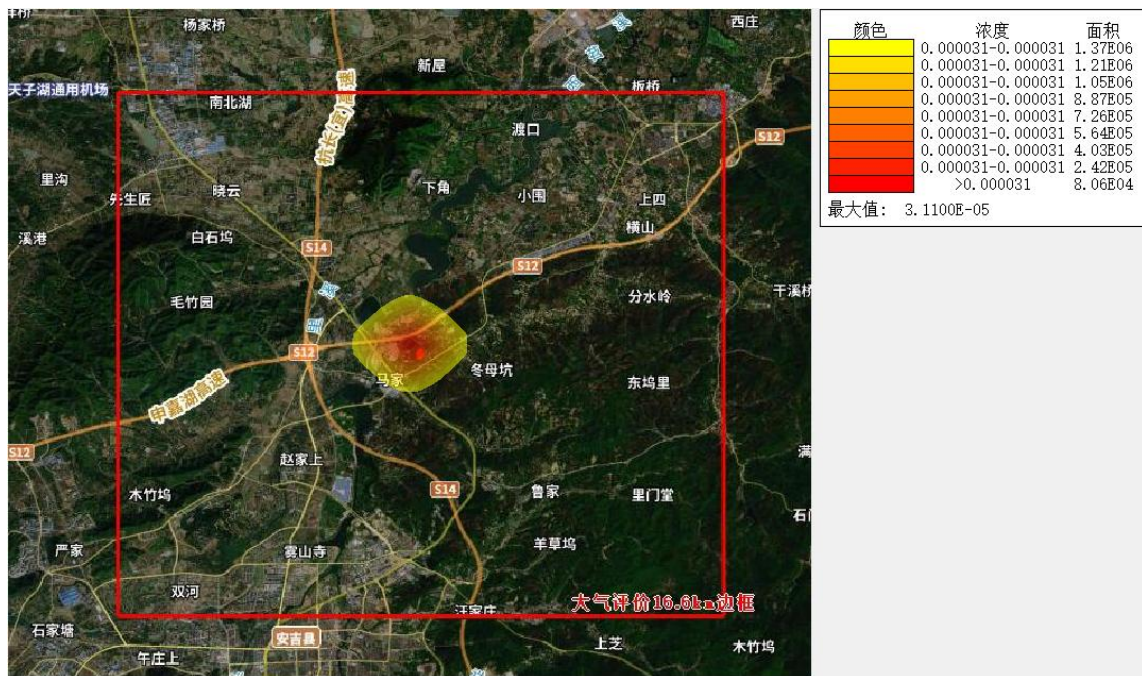 杨家桥
西庄
新屋
天子湖通用机场
南北湖
板桥
杭长(宜)高速
渡口
S12
里沟
先生匠
晓云
下角
小围
上四
溪港
白石坞
S14
横山
S12
毛竹园
分水岭
干溪桥
里溪
S12
马家
冬母坑
东坞里
申嘉湖高速
S12
赵家上
木竹坞
S14
鲁家
里门堂
严家
雾山寺
羊草坞
双河
大气评价16.6km边框
汪家庄
石家塘
安吉县
上芝
木竹坞
午庄上
颜色 浓度 面积
0.000031-0.000031 1.37E06
0.000031-0.000031 1.21E06
0.000031-0.000031 1.05E06
0.000031-0.000031 8.87E05
0.000031-0.000031 7.26E05
0.000031-0.000031 5.64E05
0.000031-0.000031 4.03E05
0.000031-0.000031 2.42E05
>0.000031 8.06E04
最大值: 3.1100E-05